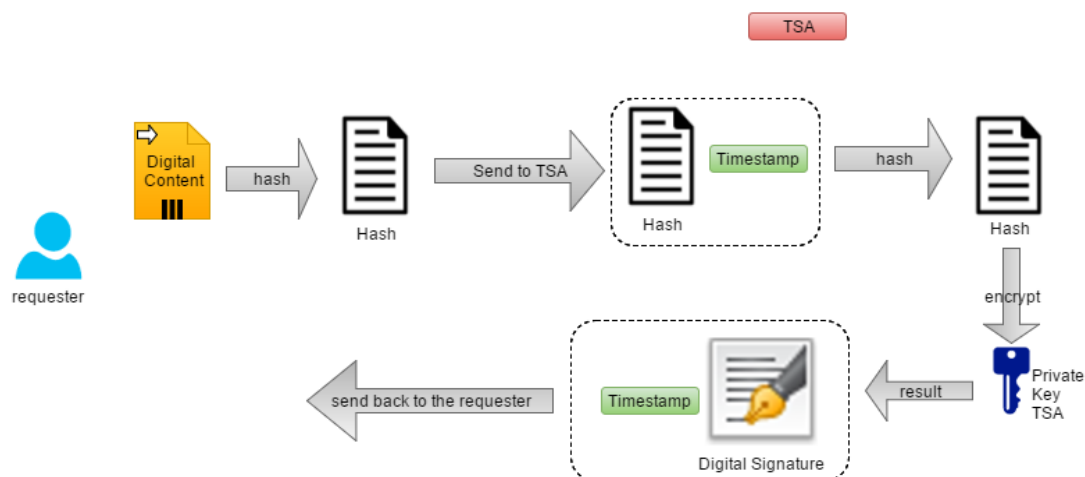 TSA
Digital
Content
hash
Hash
Send to TSA
Hash
Timestamp
hash
Hash
requester
encrypt
Private
Key
TSA
result
Timestamp
Digital Signature
send back to the requester